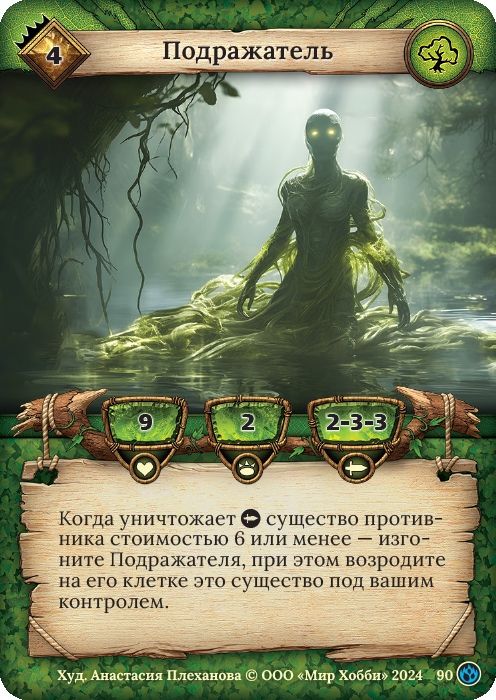 4
Подражатель
9
2
2-3-3
Когда уничтожает существо против-
ника стоимостью 6 или менее — изго-
ните Подражателя, при этом возродите
на его клетке это существо под вашим
контролем.
Худ. Анастасия Плеханова © ООО «Мир Хобби» 2024 90